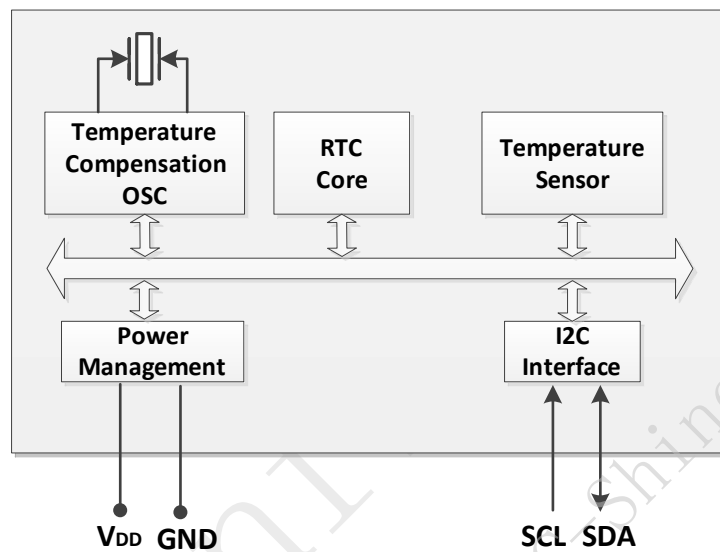 Temperature
Compensation
OSC
RTC
Core
Temperature
Sensor
Power
Management
I2C
Interface
VDD GND
SCL SDA